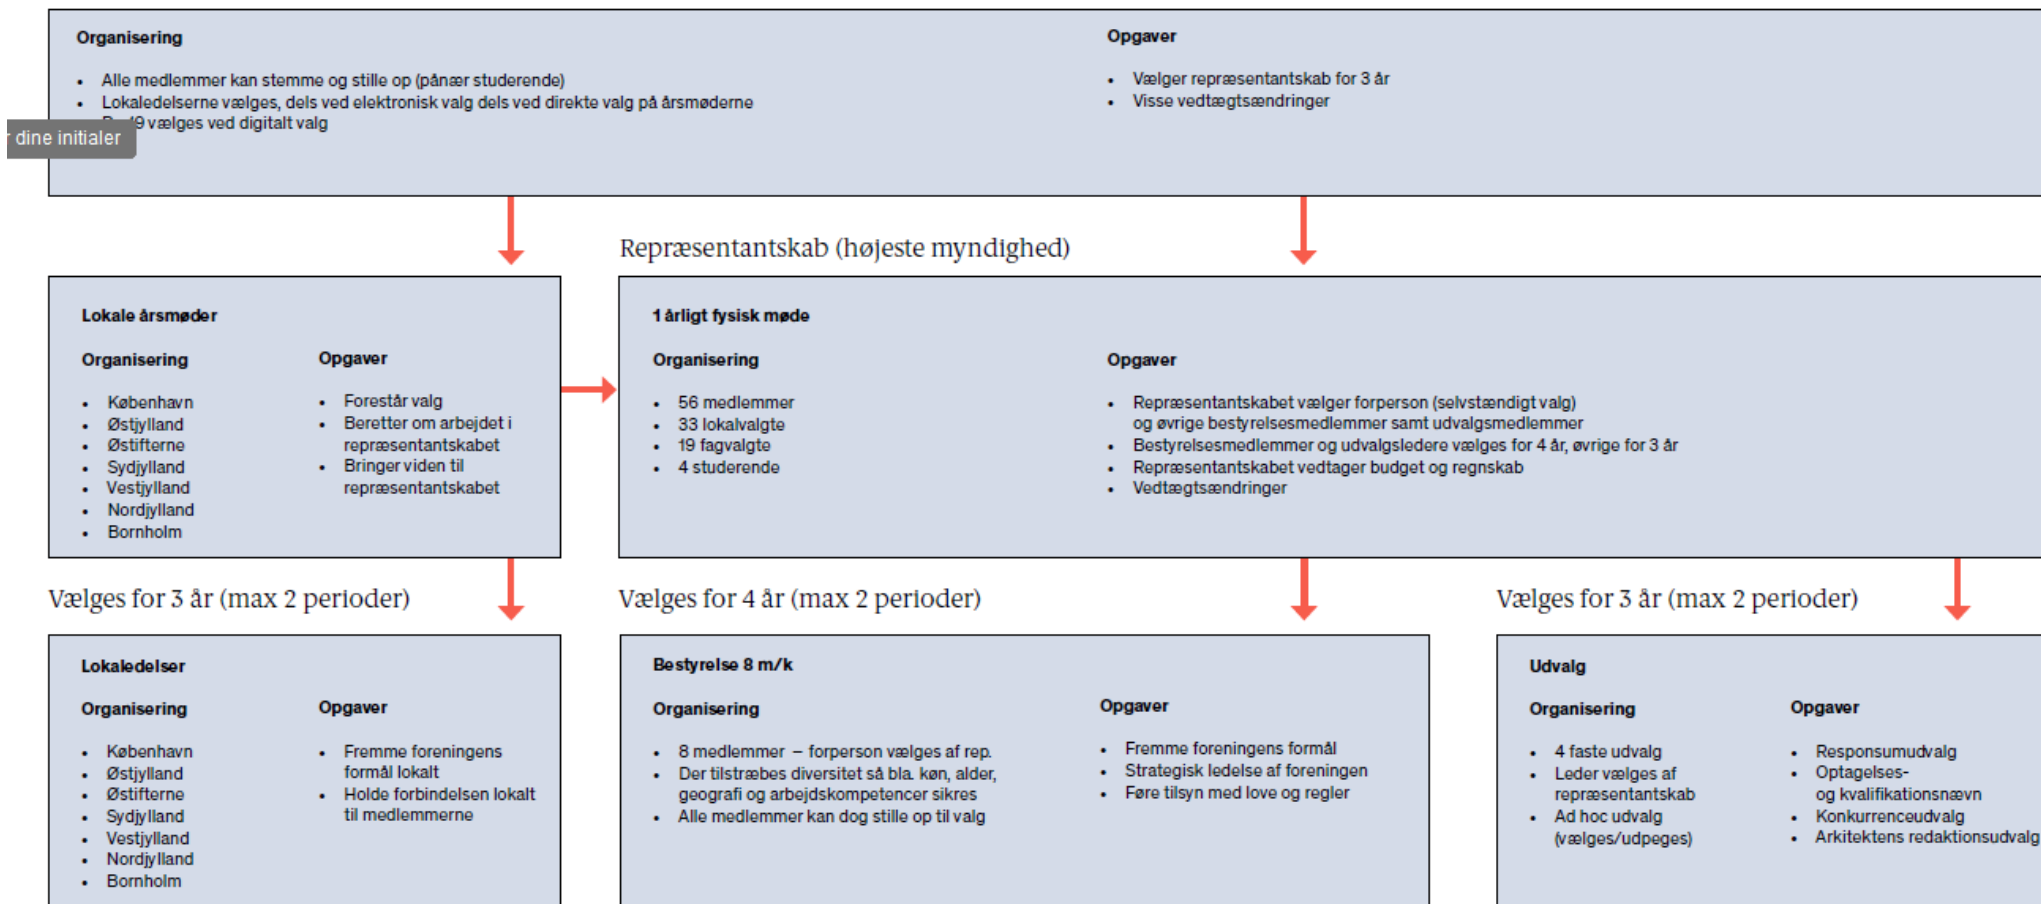 Organisering
• Alle medlemmer kan stemme og stille op (pånær studerende)
• Lokaledelserne vælges, dels ved elektronisk valg dels ved direkte valg på årsmøderne
vælges ved digitalt valg
dine initialer
Opgaver
• Vælger repræsentantskab for 3 år
• Visse vedtægtsændringer
Repræsentantskab (højeste myndighed)
Lokale årsmøder
Organisering
• København
• Østjylland
• Østifterne
• Sydjylland
• Vestjylland
• Nordjylland
• Bornholm
Opgaver
• Forestår valg
• Beretter om arbejdet i
repræsentantskabet
• Bringer viden til
repræsentantskabet
1 årligt fysisk møde
Organisering
• 56 medlemmer
• 33 lokalvalgte
• 19 fagvalgte
• 4 studerende
Opgaver
• Repræsentantskabet vælger forperson (selvstændigt valg)
og øvrige bestyrelsesmedlemmer samt udvalgsmedlemmer
• Bestyrelsesmedlemmer og udvalgsledere vælges for 4 år, øvrige for 3 år
• Repræsentantskabet vedtager budget og regnskab
• Vedtægtsændringer
Vælges for 3 år (max 2 perioder)
Lokaledelser
Organisering
• København
• Østjylland
• Østifterne
• Sydjylland
• Vestjylland
• Nordjylland
• Bornholm
Opgaver
• Fremme foreningens
formål lokalt
• Holde forbindelsen lokalt
til medlemmerne
Vælges for 4 år (max 2 perioder)
Bestyrelse 8 m/k
Organisering
• 8 medlemmer – forperson vælges af rep.
• Der tilstræbes diversitet så bla. køn, alder,
geografi og arbejdskompetencer sikres
• Alle medlemmer kan dog stille op til valg
Opgaver
• Fremme foreningens formål
• Strategisk ledelse af foreningen
• Føre tilsyn med love og regler
Vælges for 3 år (max 2 perioder)
Udvalg
Organisering
• 4 faste udvalg
• Leder vælges af
repræsentantskab
• Ad hoc udvalg
(vælges/udpeges)
Opgaver
• Responsumudvalg
• Optagelses-
og kvalifikationsnævn
• Konkurrenceudvalg
• Arkitektens redaktionsudvalg